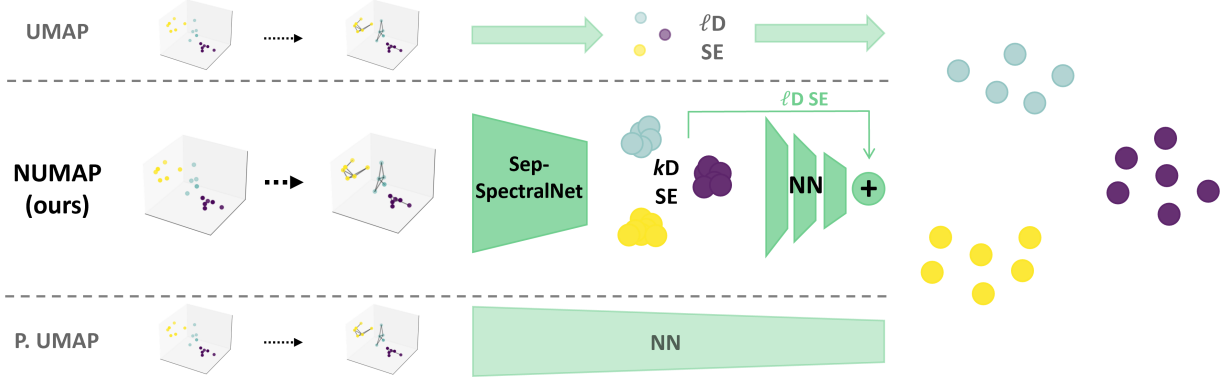 UMAP
ℓD
SE
ℓD SE
NUMAP
(ours)
Sep-
SpectralNet
kD
SE
NN
+
P. UMAP
NN